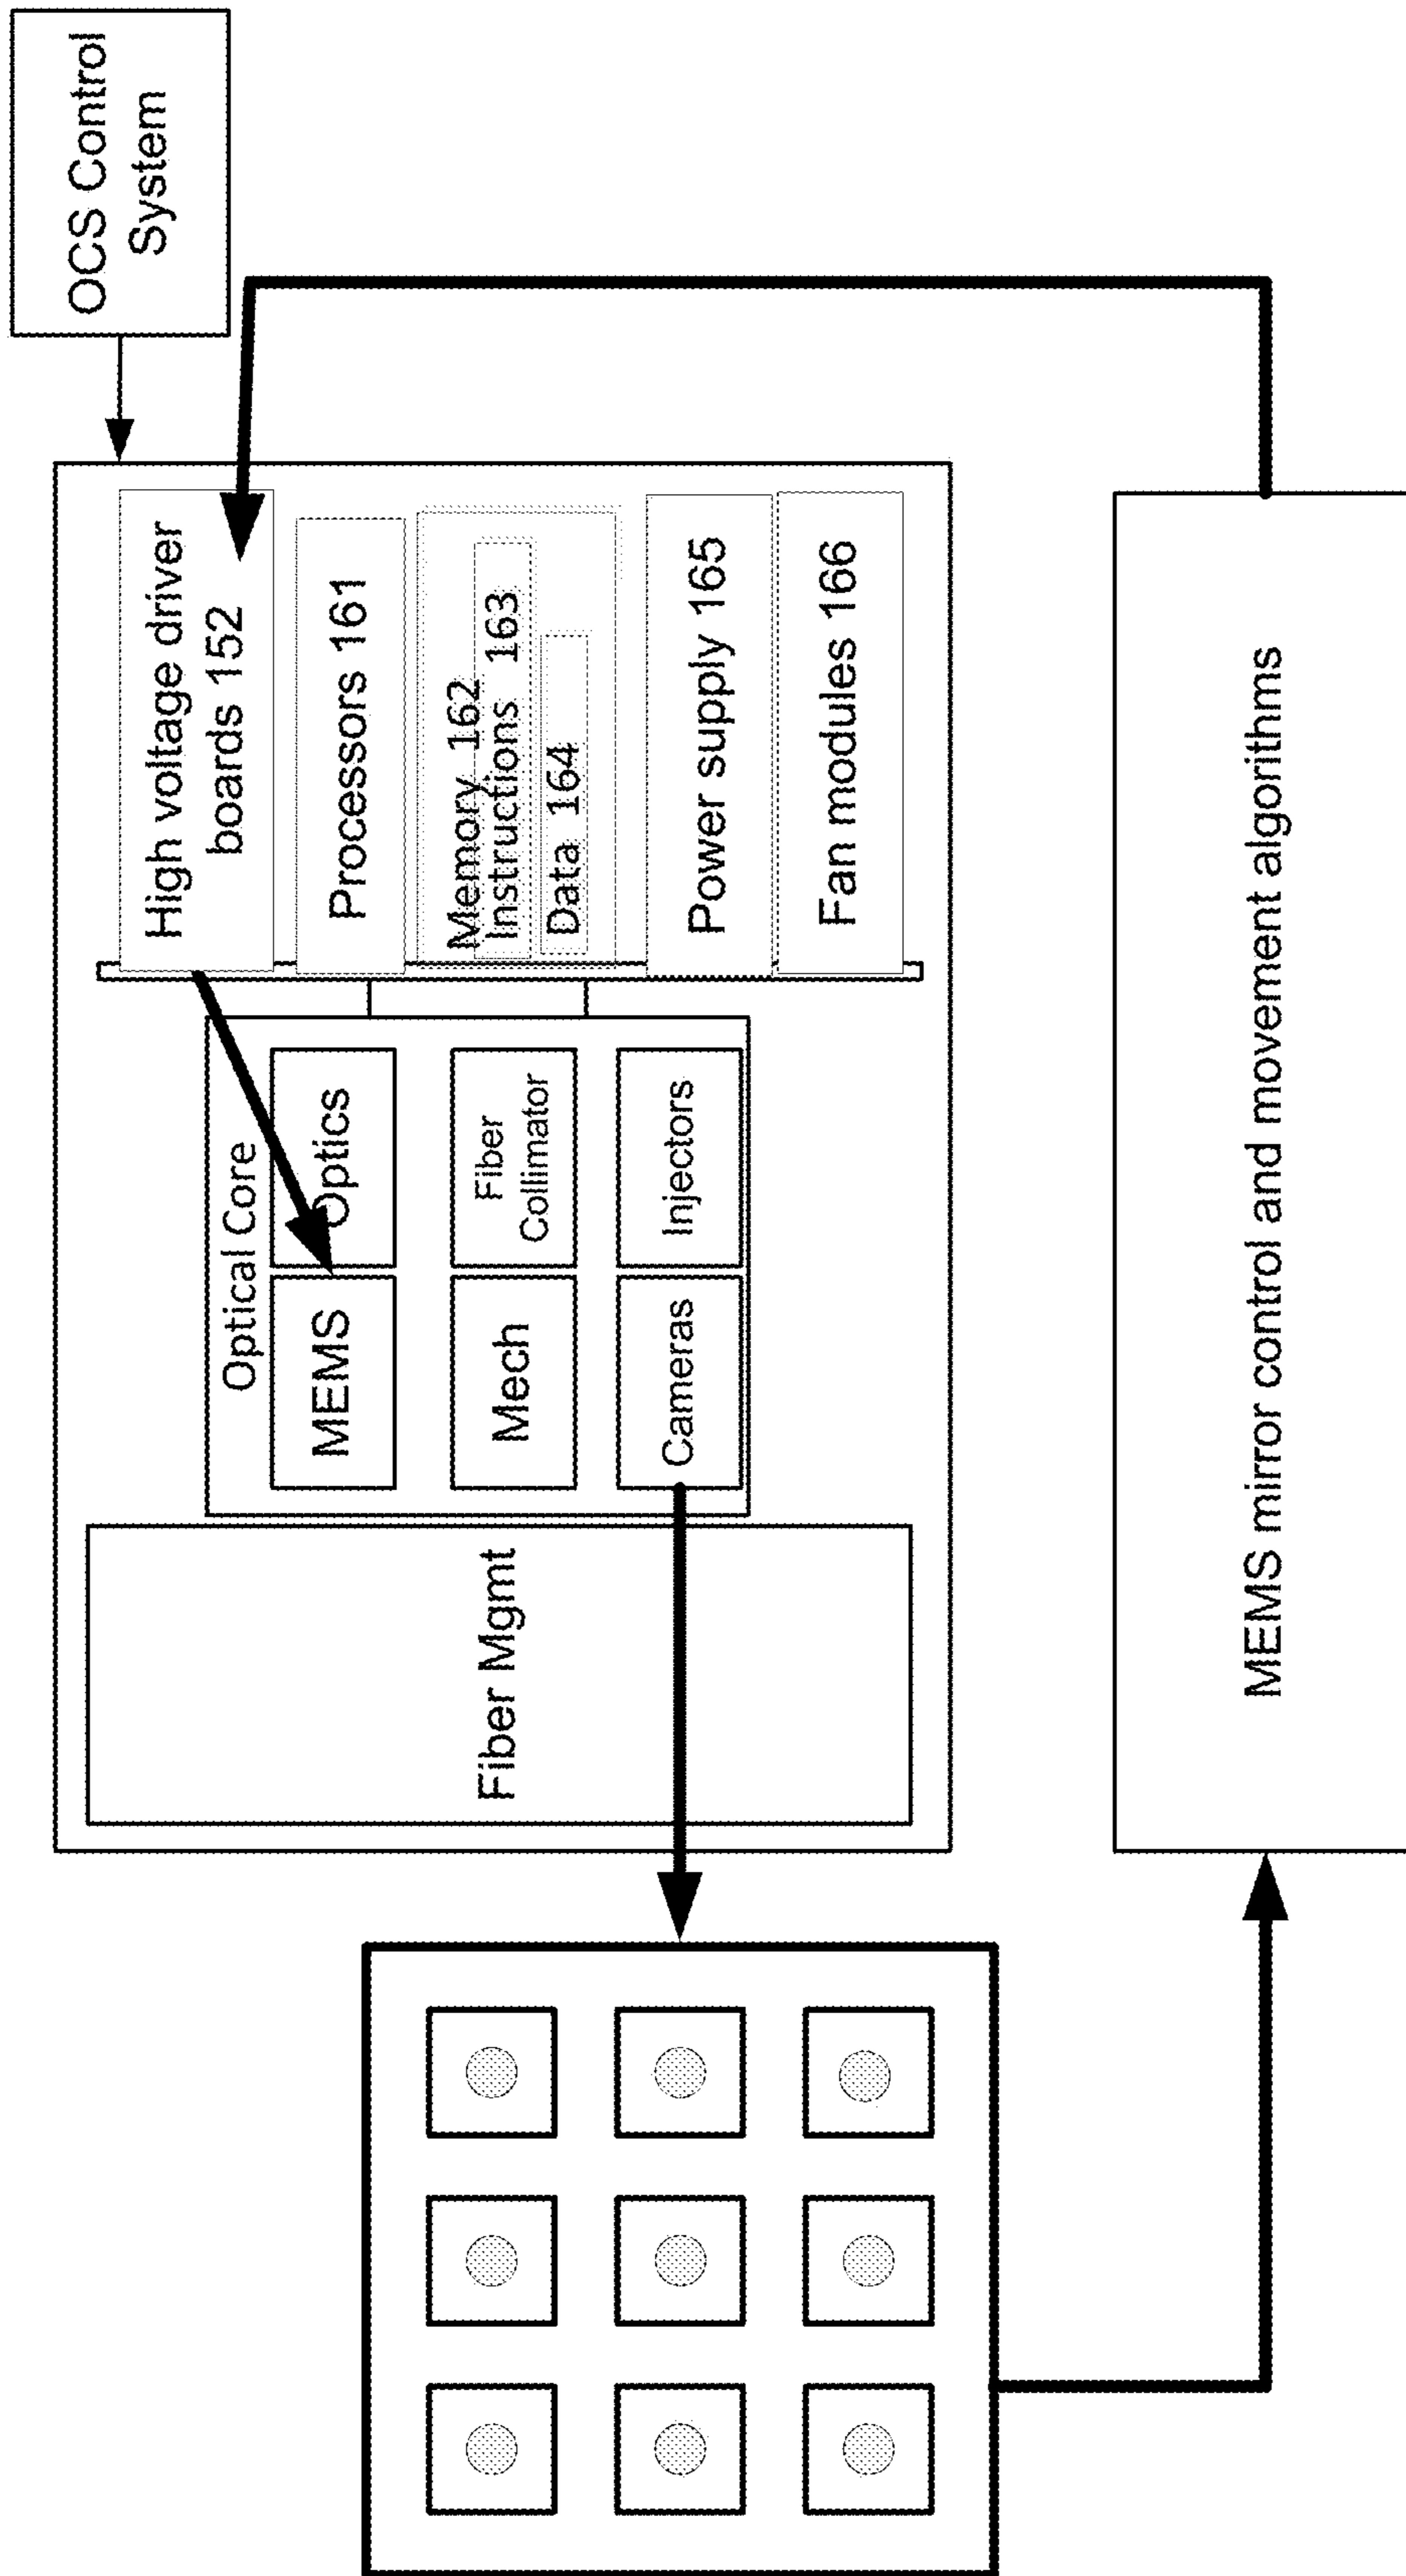 OCS Control
System
High voltage driver
boards 152
Processors 161
Memory 162
Instructions 163
Data 164
Power supply 165
Fan modules 166
Optical Core
MEMS
Optics
Mech
Fiber
Collimator
Cameras
Injectors
Fiber Mgmt
MEMS mirror control and movement algorithms